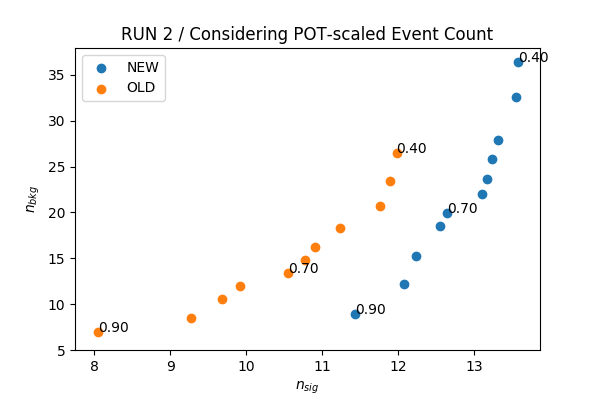 RUN 2 / Considering POT-scaled Event Count
NEW
OLD
0.40
0.40
0.70
0.70
0.90
0.90
35
30
25
20
15
10
5
n_bkg
8 9 10 11 12 13
n_sig